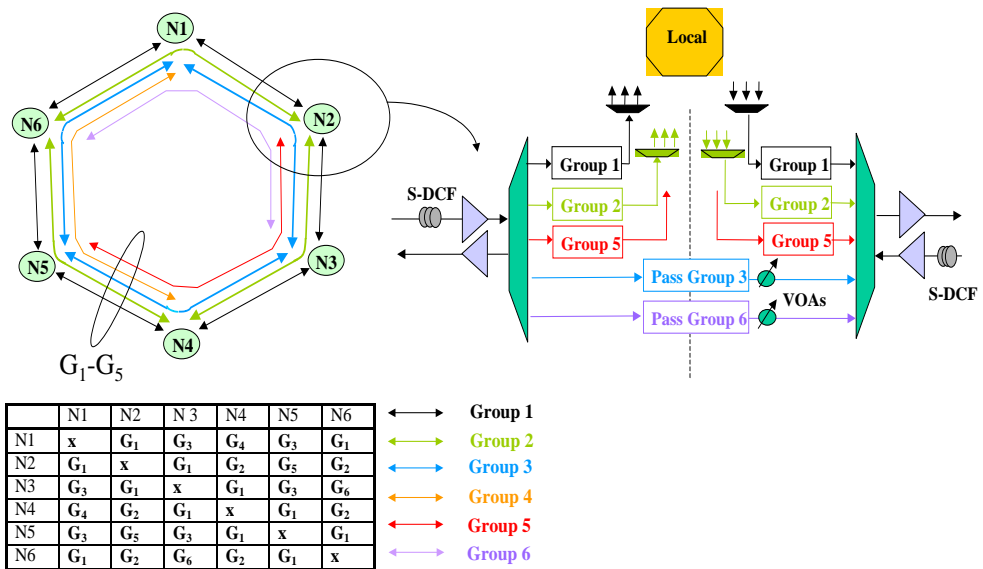 N1
N2
N3
N4
N5
N6
G1-G5
Local
S-DCF
Group 1
Group 2
Group 5
Pass Group 3
Pass Group 6
Group 1
Group 2
Group 5
VOAs
S-DCF
N1 N2 N 3 N4 N5 N6
N1 x G1 G3 G4 G3 G1
N2 G1 x G1 G2 G5 G2
N3 G3 G1 x G1 G3 G6
N4 G4 G2 G1 x G1 G2
N5 G3 G5 G3 G1 x G1
N6 G1 G2 G6 G2 G1 x
Group 1
Group 2
Group 3
Group 4
Group 5
Group 6